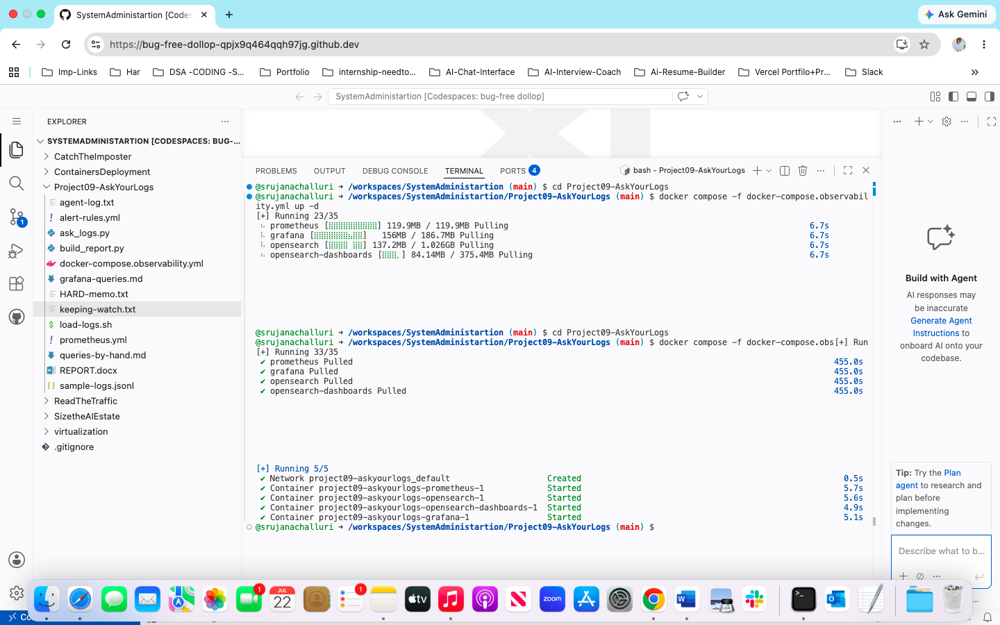 SystemAdministartion [Codes
Ask Gemini
https://bug-free-dollop-qpjx9q464qqh97jg.github.dev
Imp-Links
Har
DSA -CODING -S...
Portfolio
internship-needto...
AI-Chat-Interface
AI-Interview-Coach
Ai-Resume-Builder
Vercel Portfilo+Pr...
Slack
SystemAdministartion [Codespaces: bug-free dollop]
EXPLORER
SYSTEMADMINISTARTION [CODESPACES: BUG-...
CatchTheImposter
ContainersDeployment
Project09-AskYourLogs
agent-log.txt
alert-rules.yml
ask_logs.py
build_report.py
docker-compose.observability.yml
grafana-queries.md
HARD-memo.txt
keeping-watch.txt
load-logs.sh
prometheus.yml
queries-by-hand.md
REPORT.docx
sample-logs.jsonl
ReadTheTraffic
SizetheAIEstate
virtualization
.gitignore
1
PROBLEMS OUTPUT DEBUG CONSOLE TERMINAL PORTS 4
bash - Project09-AskYourLogs
@srujanachalluri ➜ /workspaces/SystemAdministartion (main) $ cd Project09-AskYourLogs
@srujanachalluri ➜ /workspaces/SystemAdministartion/Project09-AskYourLogs (main) $ docker compose -f docker-compose.observabil
ity.yml up -d
[+] Running 23/35
prometheus [⣿⣿⣿⣿⣿⣿⣿⣿⣿⣿] 119.9MB / 119.9MB Pulling 6.7s
grafana [⣿⣿⣿⣿⣿⣿⣿⣦⣿⣿] 156MB / 186.7MB Pulling 6.7s
opensearch [⣿⣿⣿⣿ ⣿⣿] 137.2MB / 1.026GB Pulling 6.7s
opensearch-dashboards [⣿⣿⣿⡀] 84.14MB / 375.4MB Pulling 6.7s
@srujanachalluri ➜ /workspaces/SystemAdministartion (main) $ cd Project09-AskYourLogs
@srujanachalluri ➜ /workspaces/SystemAdministartion/Project09-AskYourLogs (main) $ docker compose -f docker-compose.obs[+] Run
[+] Running 33/35
✔ prometheus Pulled 455.0s
✔ grafana Pulled 455.0s
✔ opensearch Pulled 455.0s
✔ opensearch-dashboards Pulled 455.0s
[+] Running 5/5
✔ Network project09-askyourlogs_default Created 0.5s
✔ Container project09-askyourlogs-prometheus-1 Started 5.7s
✔ Container project09-askyourlogs-opensearch-1 Started 5.6s
✔ Container project09-askyourlogs-opensearch-dashboards-1 Started 4.9s
✔ Container project09-askyourlogs-grafana-1 Started 5.1s
@srujanachalluri ➜ /workspaces/SystemAdministartion/Project09-AskYourLogs (main) $
Build with Agent
AI responses may
be inaccurate
Generate Agent
Instructions to
onboard AI onto your
codebase.
Tip: Try the Plan
agent to research and
plan before
implementing
changes.
Describe what to b...
1
JUL
22
1
tv
zoom